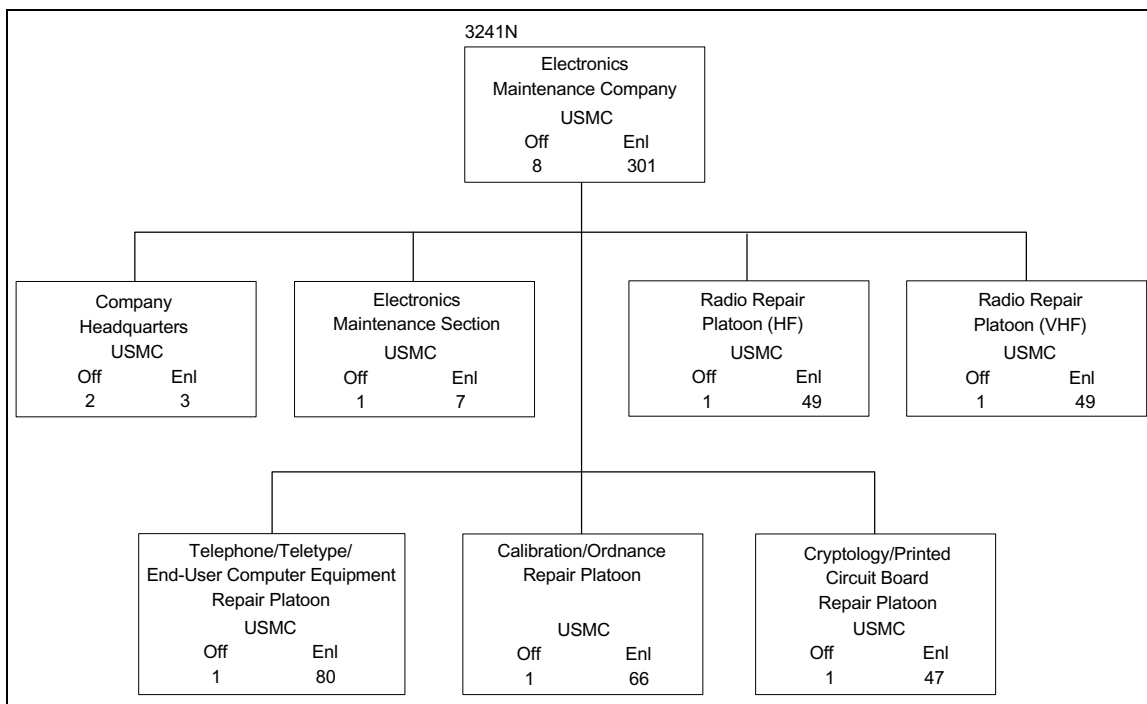 3241N
Electronics
Maintenance Company
USMC
Off Enl
8 301
Company
Headquarters
USMC
Off Enl
2 3
Electronics
Maintenance Section
USMC
Off Enl
1 7
Radio Repair
Platoon (HF)
USMC
Off Enl
1 49
Radio Repair
Platoon (VHF)
USMC
Off Enl
1 49
Telephone/Teletype/
End-User Computer Equipment
Repair Platoon
USMC
Off Enl
1 80
Calibration/Ordnance
Repair Platoon
USMC
Off Enl
1 66
Cryptology/Printed
Circuit Board
Repair Platoon
USMC
Off Enl
1 47